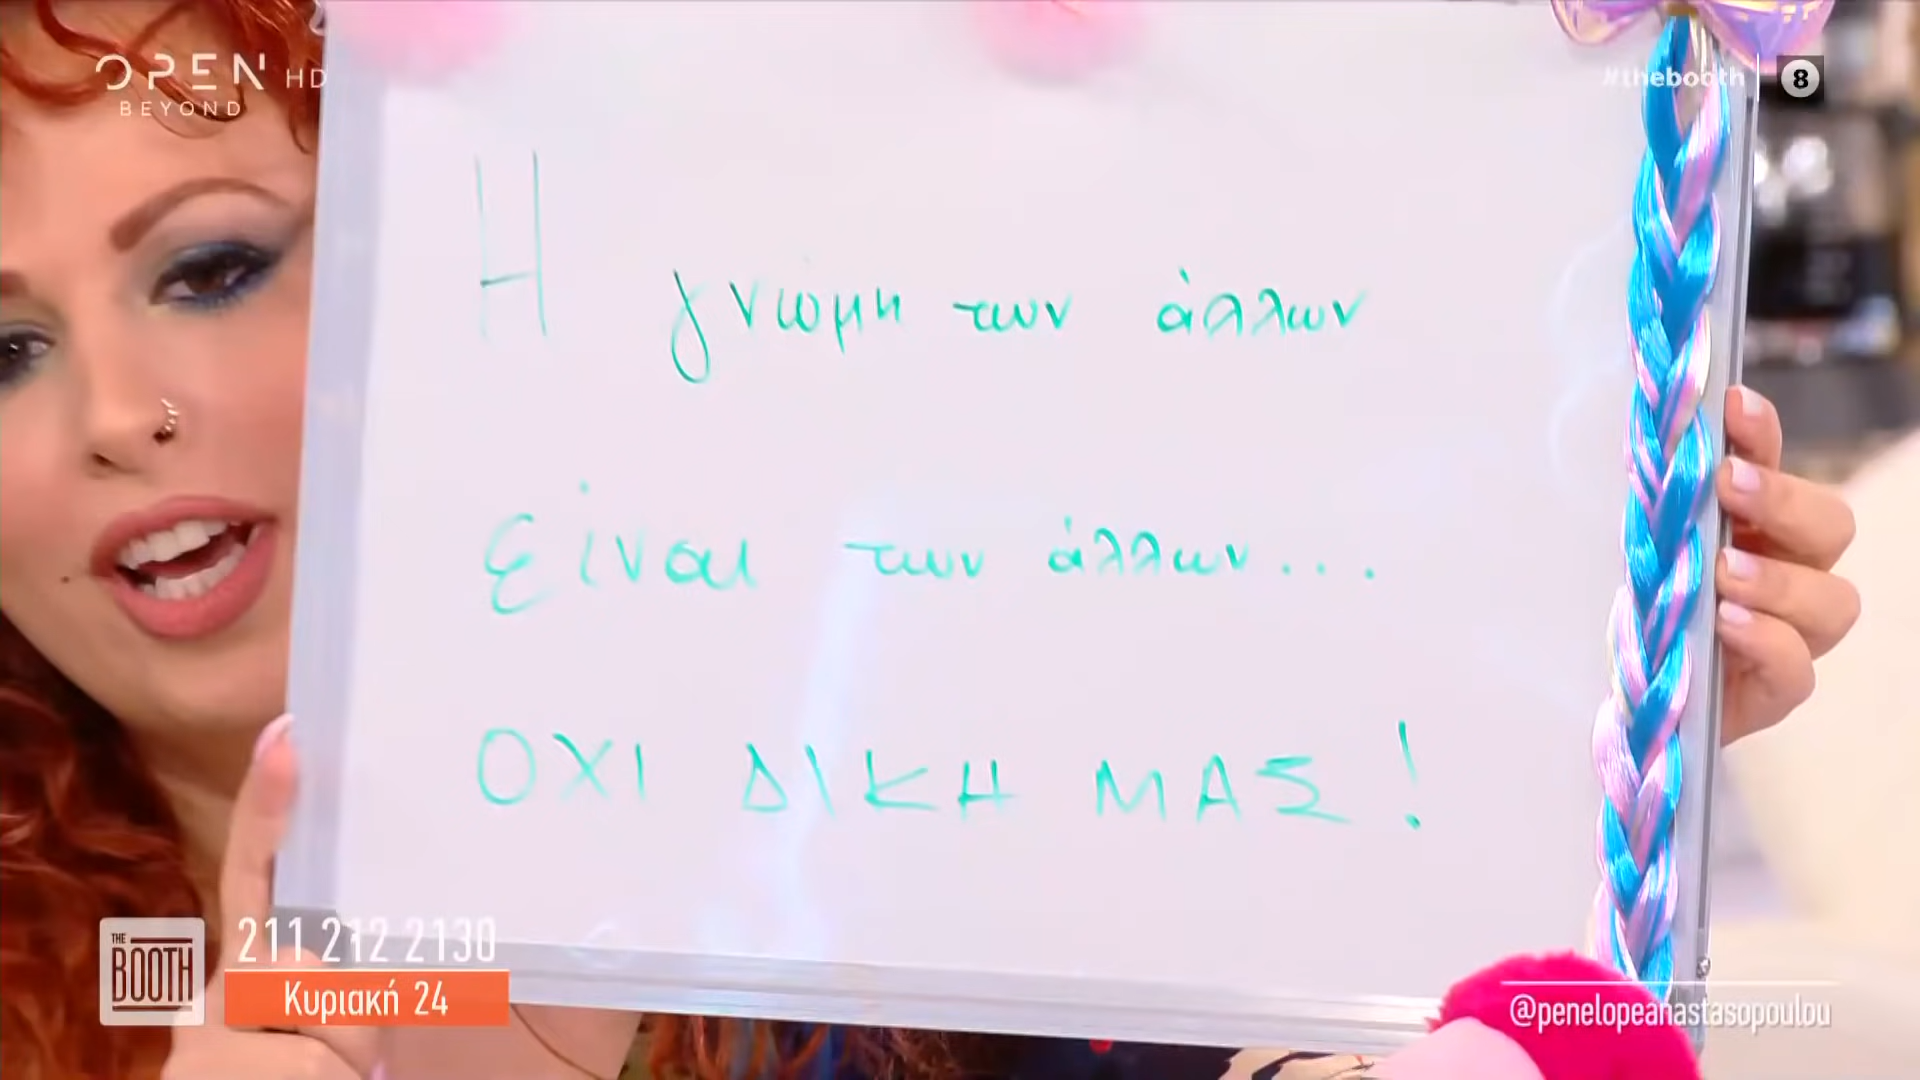 OPEN HD
BEYOND
#thebooth 8
Η γνώμη των άλλων
είναι των άλλων...
ΟΧΙ ΔΙΚΗ ΜΑΣ!
THE
BOOTH
211 212 2130
Κυριακή 24
@penelopeanastasopoulou